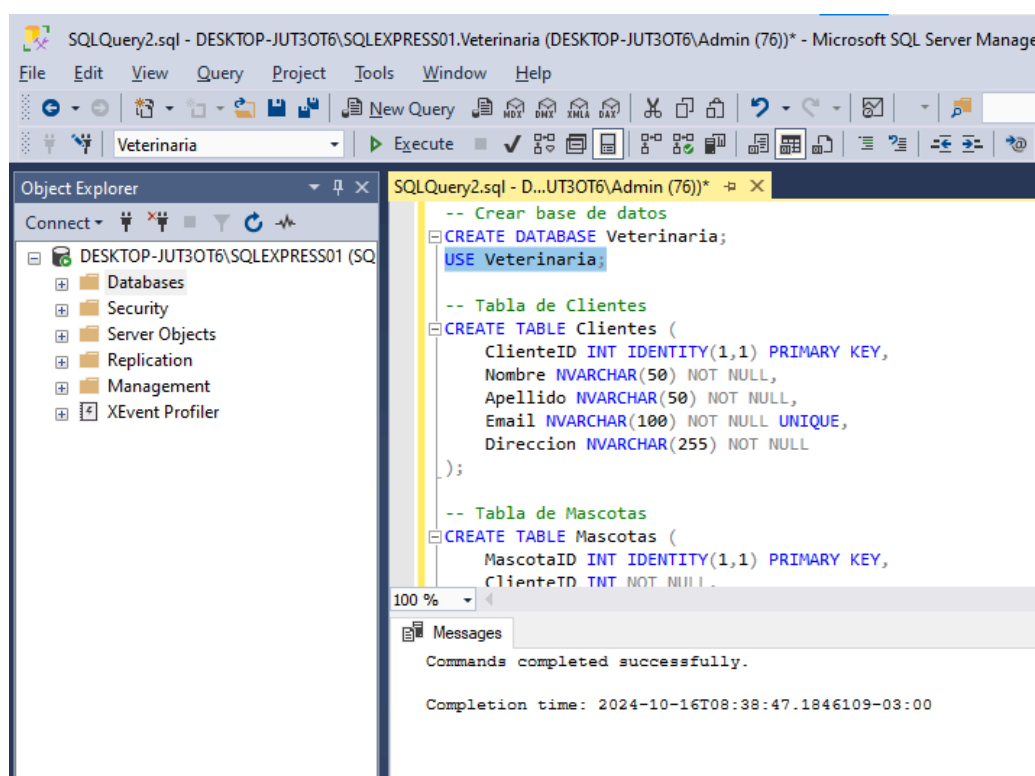 SQLQuery2.sql - DESKTOP-JUT3OT6\SQLEXPRESS01.Veterinaria (DESKTOP-JUT3OT6\Admin (76))* - Microsoft SQL Server Manage
File Edit View Query Project Tools Window Help
New Query MDX DMX XMLA DAX
Veterinaria Execute
Object Explorer
SQLQuery2.sql - D...UT3OT6\Admin (76))*
Connect
DESKTOP-JUT3OT6\SQLEXPRESS01 (SQ
Databases
Security
Server Objects
Replication
Management
XEvent Profiler
-- Crear base de datos
CREATE DATABASE Veterinaria;
USE Veterinaria;
-- Tabla de Clientes
CREATE TABLE Clientes (
ClienteID INT IDENTITY(1,1) PRIMARY KEY,
Nombre NVARCHAR(50) NOT NULL,
Apellido NVARCHAR(50) NOT NULL,
Email NVARCHAR(100) NOT NULL UNIQUE,
Direccion NVARCHAR(255) NOT NULL
);
-- Tabla de Mascotas
CREATE TABLE Mascotas (
MascotaID INT IDENTITY(1,1) PRIMARY KEY,
ClienteID INT NOT NULL,
100 %
Messages
Commands completed successfully.
Completion time: 2024-10-16T08:38:47.1846109-03:00